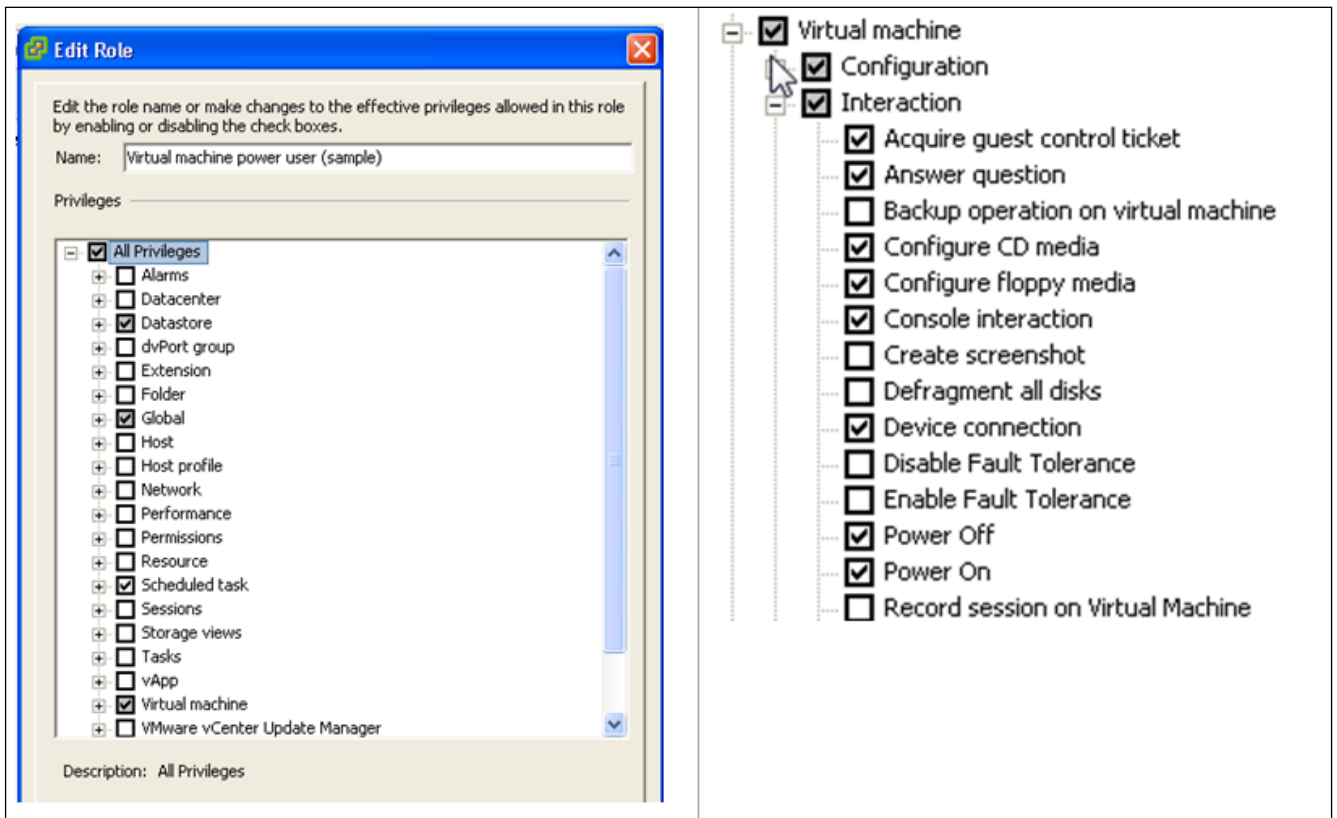 Edit Role
Edit the role name or make changes to the effective privileges allowed in this role
by enabling or disabling the check boxes.
Name: Virtual machine power user (sample)
Privileges
All Privileges
Alarms
Datacenter
Datastore
dvPort group
Extension
Folder
Global
Host
Host profile
Network
Performance
Permissions
Resource
Scheduled task
Sessions
Storage views
Tasks
vApp
Virtual machine
VMware vCenter Update Manager
Description: All Privileges
Virtual machine
Configuration
Interaction
Acquire guest control ticket
Answer question
Backup operation on virtual machine
Configure CD media
Configure floppy media
Console interaction
Create screenshot
Defragment all disks
Device connection
Disable Fault Tolerance
Enable Fault Tolerance
Power Off
Power On
Record session on Virtual Machine